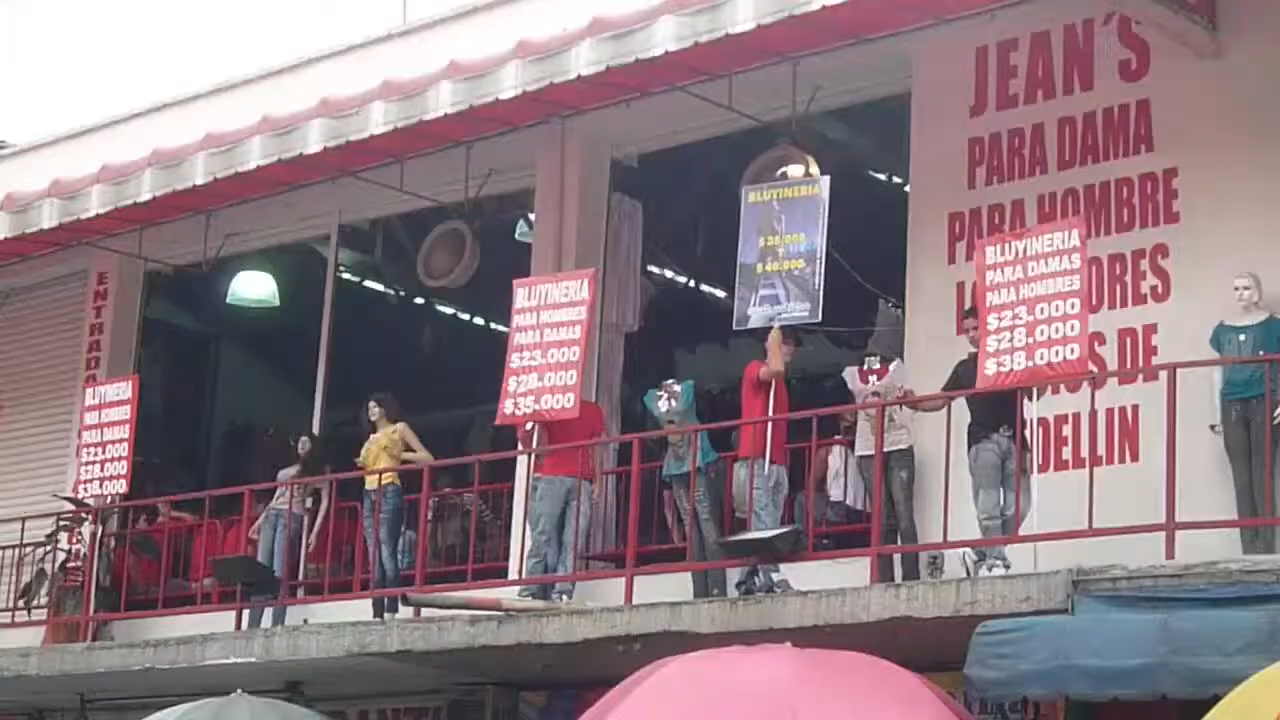 ENTRADA
BLUYINERIA
PARA HOMBRES
PARA DAMAS
$23.000
$28.000
$38.000
BLUYINERIA
PARA HOMBRES
PARA DAMAS
$23.000
$28.000
$35.000
BLUYINERIA
$35.000
Y
$40.000
JEAN´S
PARA DAMA
PARA HOMBRE
DE
BLUYINERIA
PARA DAMAS
PARA HOMBRES
$23.000
$28.000
$38.000